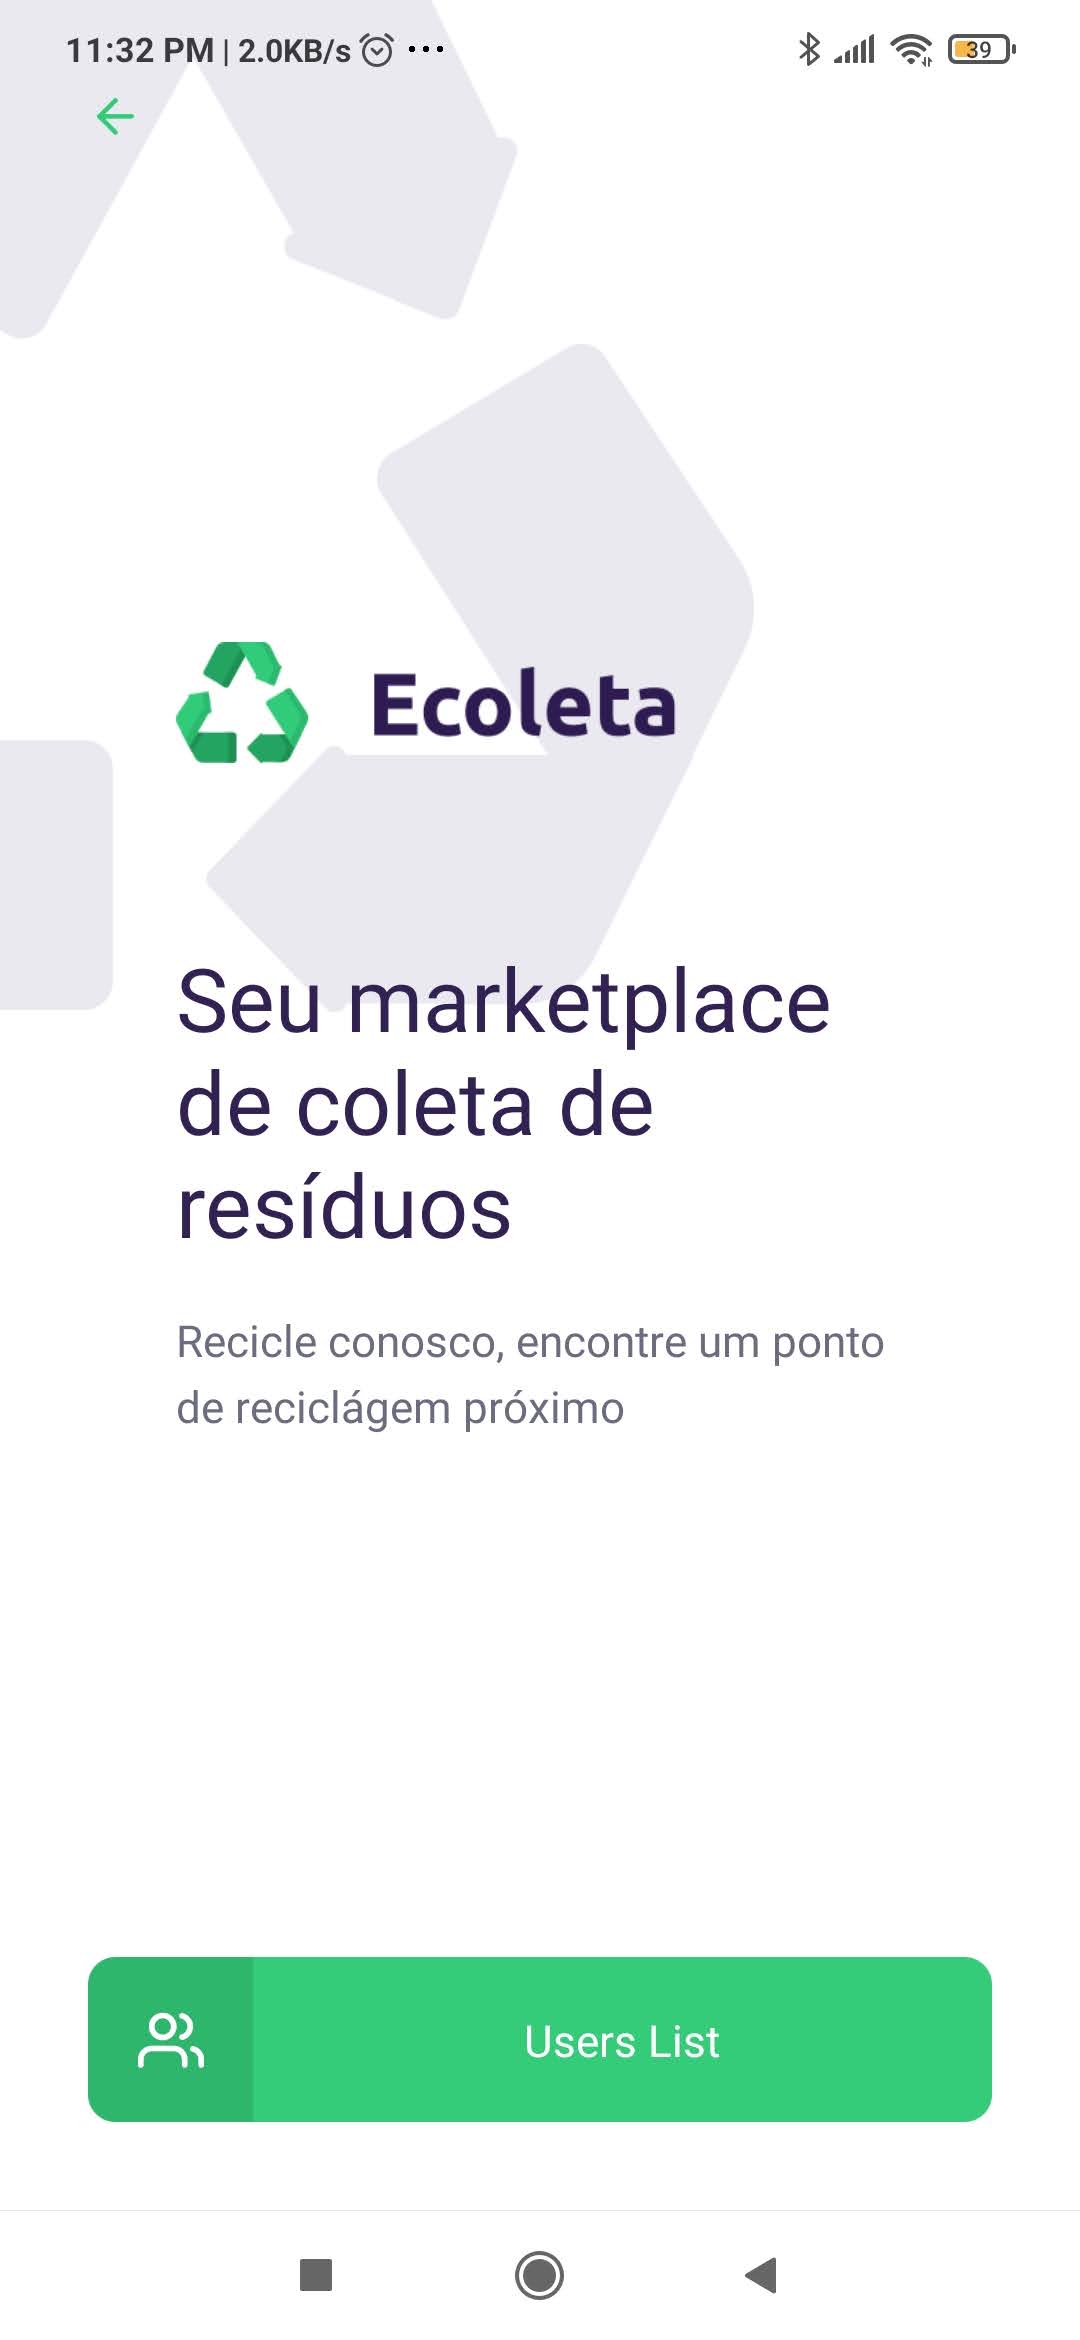 11:32 PM | 2.0KB/s ...
39
Ecoleta
Seu marketplace
de coleta de
resíduos
Recicle conosco, encontre um ponto
de reciclágem próximo
Users List